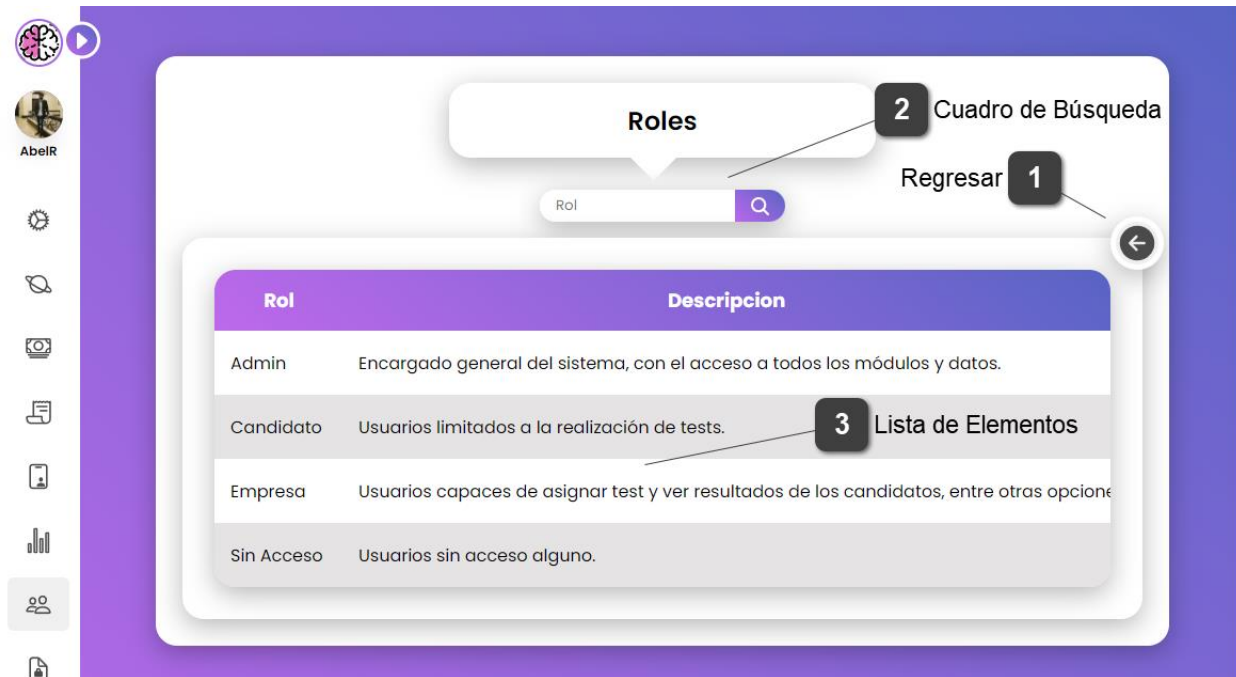 AbelR
Roles
2 Cuadro de Búsqueda
Regresar 1
Rol
Rol Descripcion
Admin Encargado general del sistema, con el acceso a todos los módulos y datos.
Candidato Usuarios limitados a la realización de tests.
3 Lista de Elementos
Empresa Usuarios capaces de asignar test y ver resultados de los candidatos, entre otras opcione
Sin Acceso Usuarios sin acceso alguno.